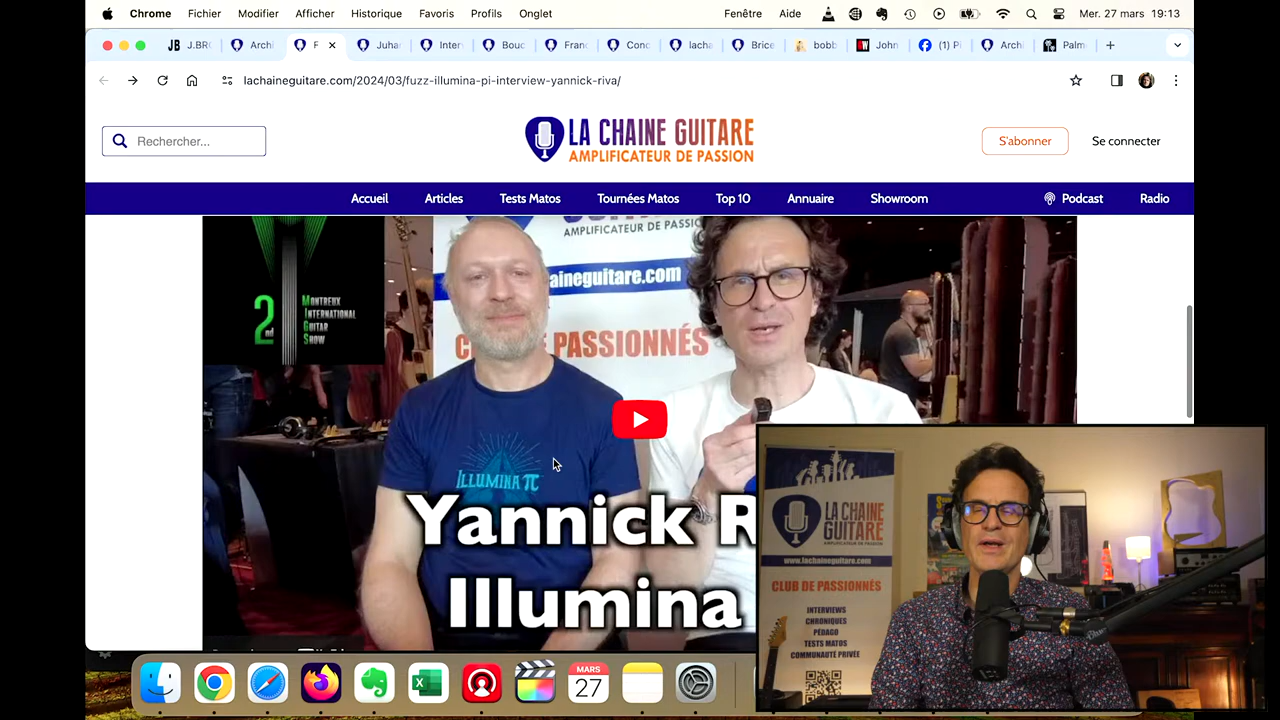 Chrome Fichier Modifier Afficher Historique Favoris Profils Onglet Fenêtre Aide Mer. 27 mars 19:13
JB J.BR Archi F Juha Inter Bouc Franc Conc lacha Brice bobb John (1) Pi Archi Palm
lachaineguitare.com/2024/03/fuzz-illumina-pi-interview-yannick-riva/
Rechercher...
LA CHAINE GUITARE
AMPLIFICATEUR DE PASSION
S'abonner Se connecter
Accueil Articles Tests Matos Tournées Matos Top 10 Annuaire Showroom Podcast Radio
2nd
MONTREUX
INTERNATIONAL
GUITAR
SHOW
AMPLIFICATEUR DE PASSI
aineguitare.com
C DE PASSIONNÉS
ILLUMINA π
Yannick R
Illumina
LA CHAINE
GUITARE
AMPLIFICATEUR DE PASSION
www.lachaineguitare.com
CLUB DE PASSIONNÉS
INTERVIEWS
CHRONIQUES
PÉDAGO
TESTS MATOS
COMMUNAUTÉ PRIVÉE
MARS
27